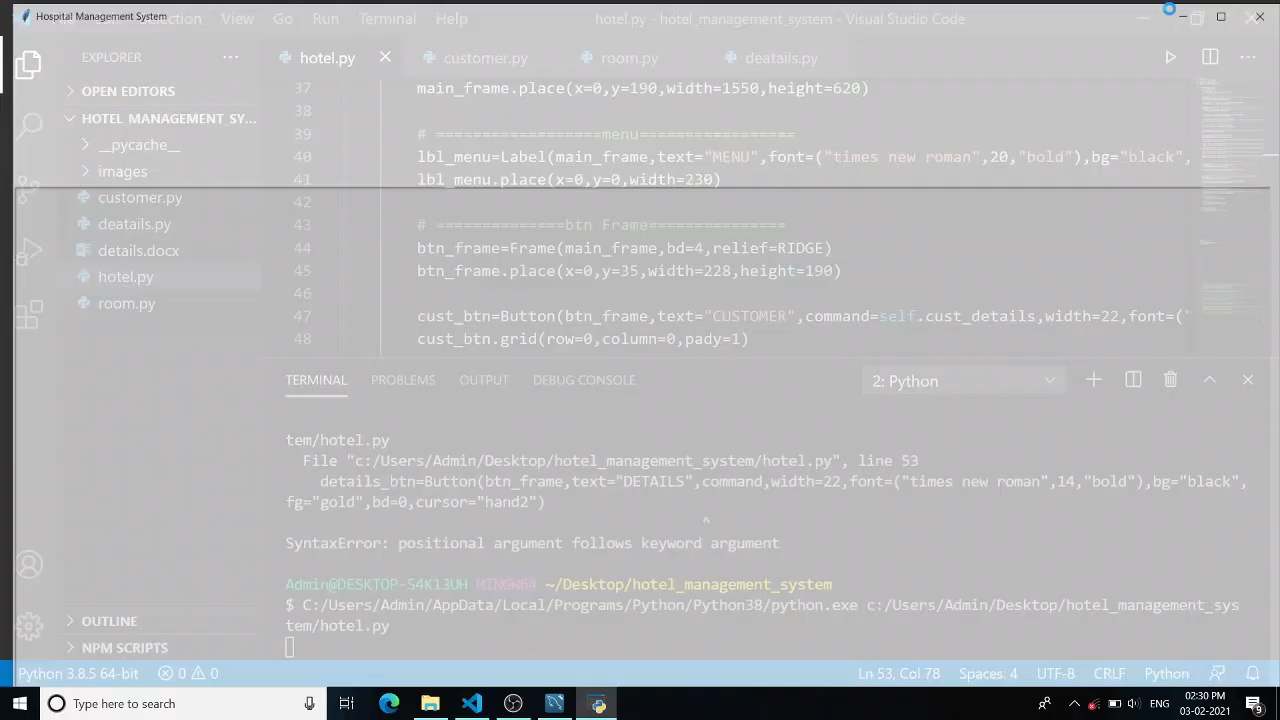 Hospital Management System
Selection View Go Run Terminal Help hotel.py - hotel_management_system - Visual Studio Code
EXPLORER ···
hotel.py customer.py room.py deatails.py
OPEN EDITORS
HOTEL_MANAGEMENT_SY...
__pycache__
images
customer.py
deatails.py
details.docx
hotel.py
room.py
OUTLINE
NPM SCRIPTS
37 main_frame.place(x=0,y=190,width=1550,height=620)
38
39 # ==================menu=================
40 lbl_menu=Label(main_frame,text="MENU",font=("times new roman",20,"bold"),bg="black",
41 lbl_menu.place(x=0,y=0,width=230)
42
43 # ==============btn Frame===============
44 btn_frame=Frame(main_frame,bd=4,relief=RIDGE)
45 btn_frame.place(x=0,y=35,width=228,height=190)
46
47 cust_btn=Button(btn_frame,text="CUSTOMER",command=self.cust_details,width=22,font=("
48 cust_btn.grid(row=0,column=0,pady=1)
TERMINAL PROBLEMS OUTPUT DEBUG CONSOLE 2: Python
tem/hotel.py
File "c:/Users/Admin/Desktop/hotel_management_system/hotel.py", line 53
details_btn=Button(btn_frame,text="DETAILS",command,width=22,font=("times new roman",14,"bold"),bg="black",
fg="gold",bd=0,cursor="hand2")
^
SyntaxError: positional argument follows keyword argument
Admin@DESKTOP-S4K13UH MINGW64 ~/Desktop/hotel_management_system
$ C:/Users/Admin/AppData/Local/Programs/Python/Python38/python.exe c:/Users/Admin/Desktop/hotel_management_sys
tem/hotel.py
Python 3.8.5 64-bit 0 0 Ln 53, Col 78 Spaces: 4 UTF-8 CRLF Python
Type here to search
ENG
02:30 PM
03-02-2021
9